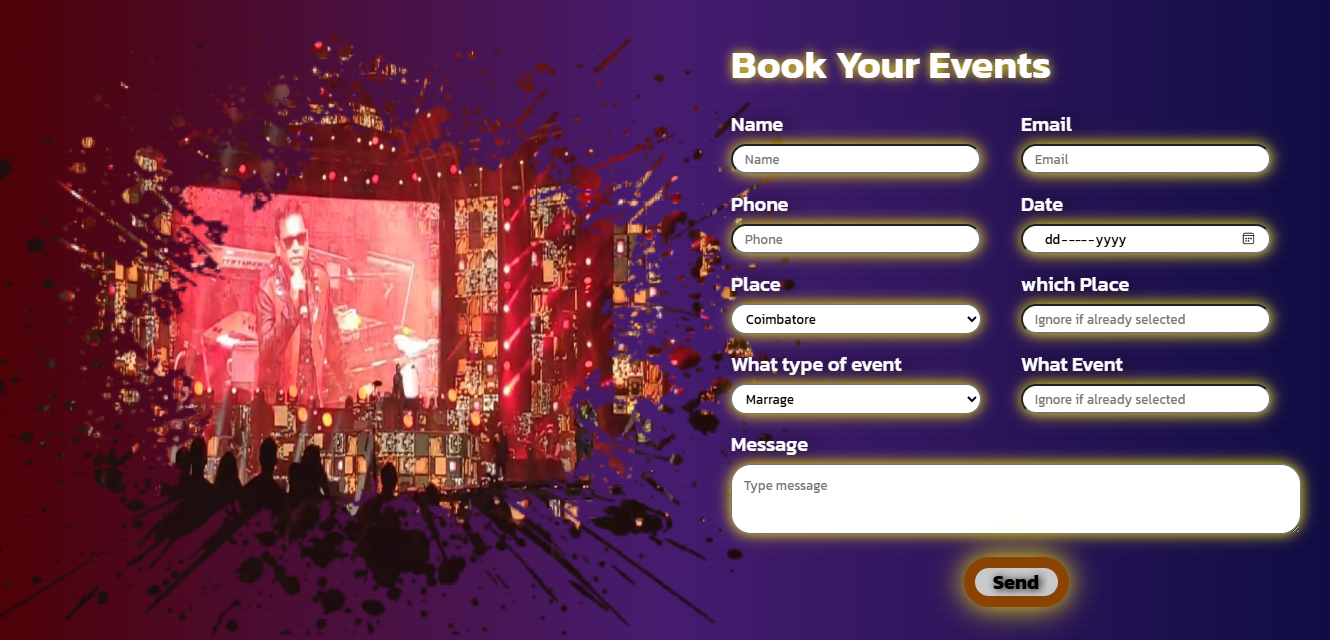 Book Your Events
Name Email
Name Email
Phone Date
Phone dd-----yyyy
Place which Place
Coimbatore Ignore if already selected
What type of event What Event
Marrage Ignore if already selected
Message
Type message
Send